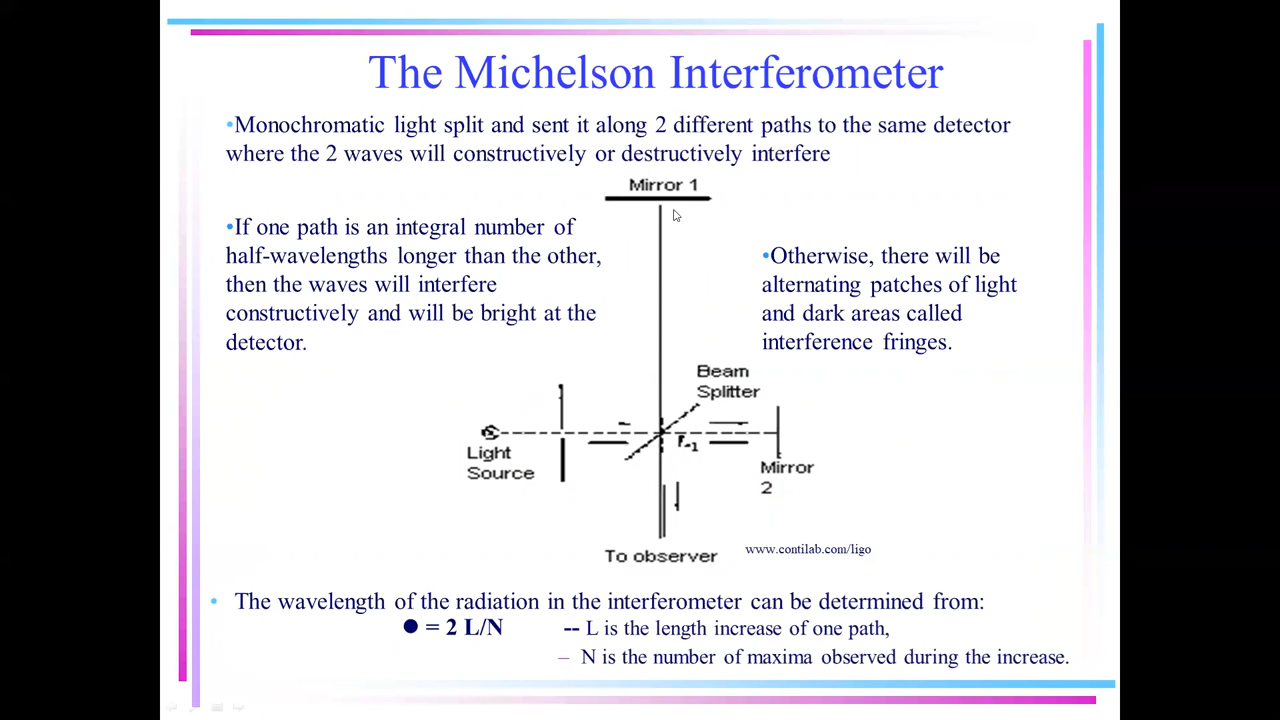 The Michelson Interferometer
•Monochromatic light split and sent it along 2 different paths to the same detector
where the 2 waves will constructively or destructively interfere
Mirror 1
•If one path is an integral number of
half-wavelengths longer than the other,
then the waves will interfere
constructively and will be bright at the
detector.
•Otherwise, there will be
alternating patches of light
and dark areas called
interference fringes.
Beam
Splitter
Light
Source
Mirror
2
To observer
www.contilab.com/ligo
• The wavelength of the radiation in the interferometer can be determined from:
● = 2 L/N -- L is the length increase of one path,
– N is the number of maxima observed during the increase.